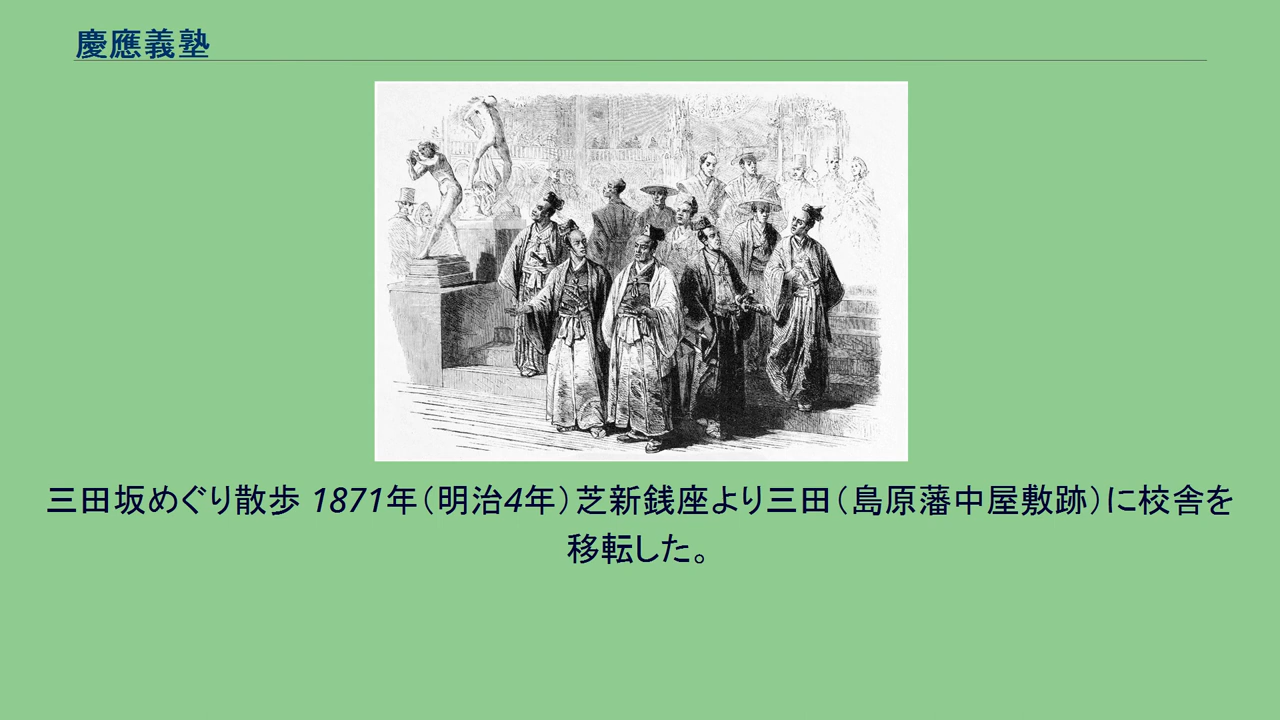 慶應義塾
三田坂めぐり散歩 1871年（明治4年）芝新銭座より三田（島原藩中屋敷跡）に校舎を
移転した。